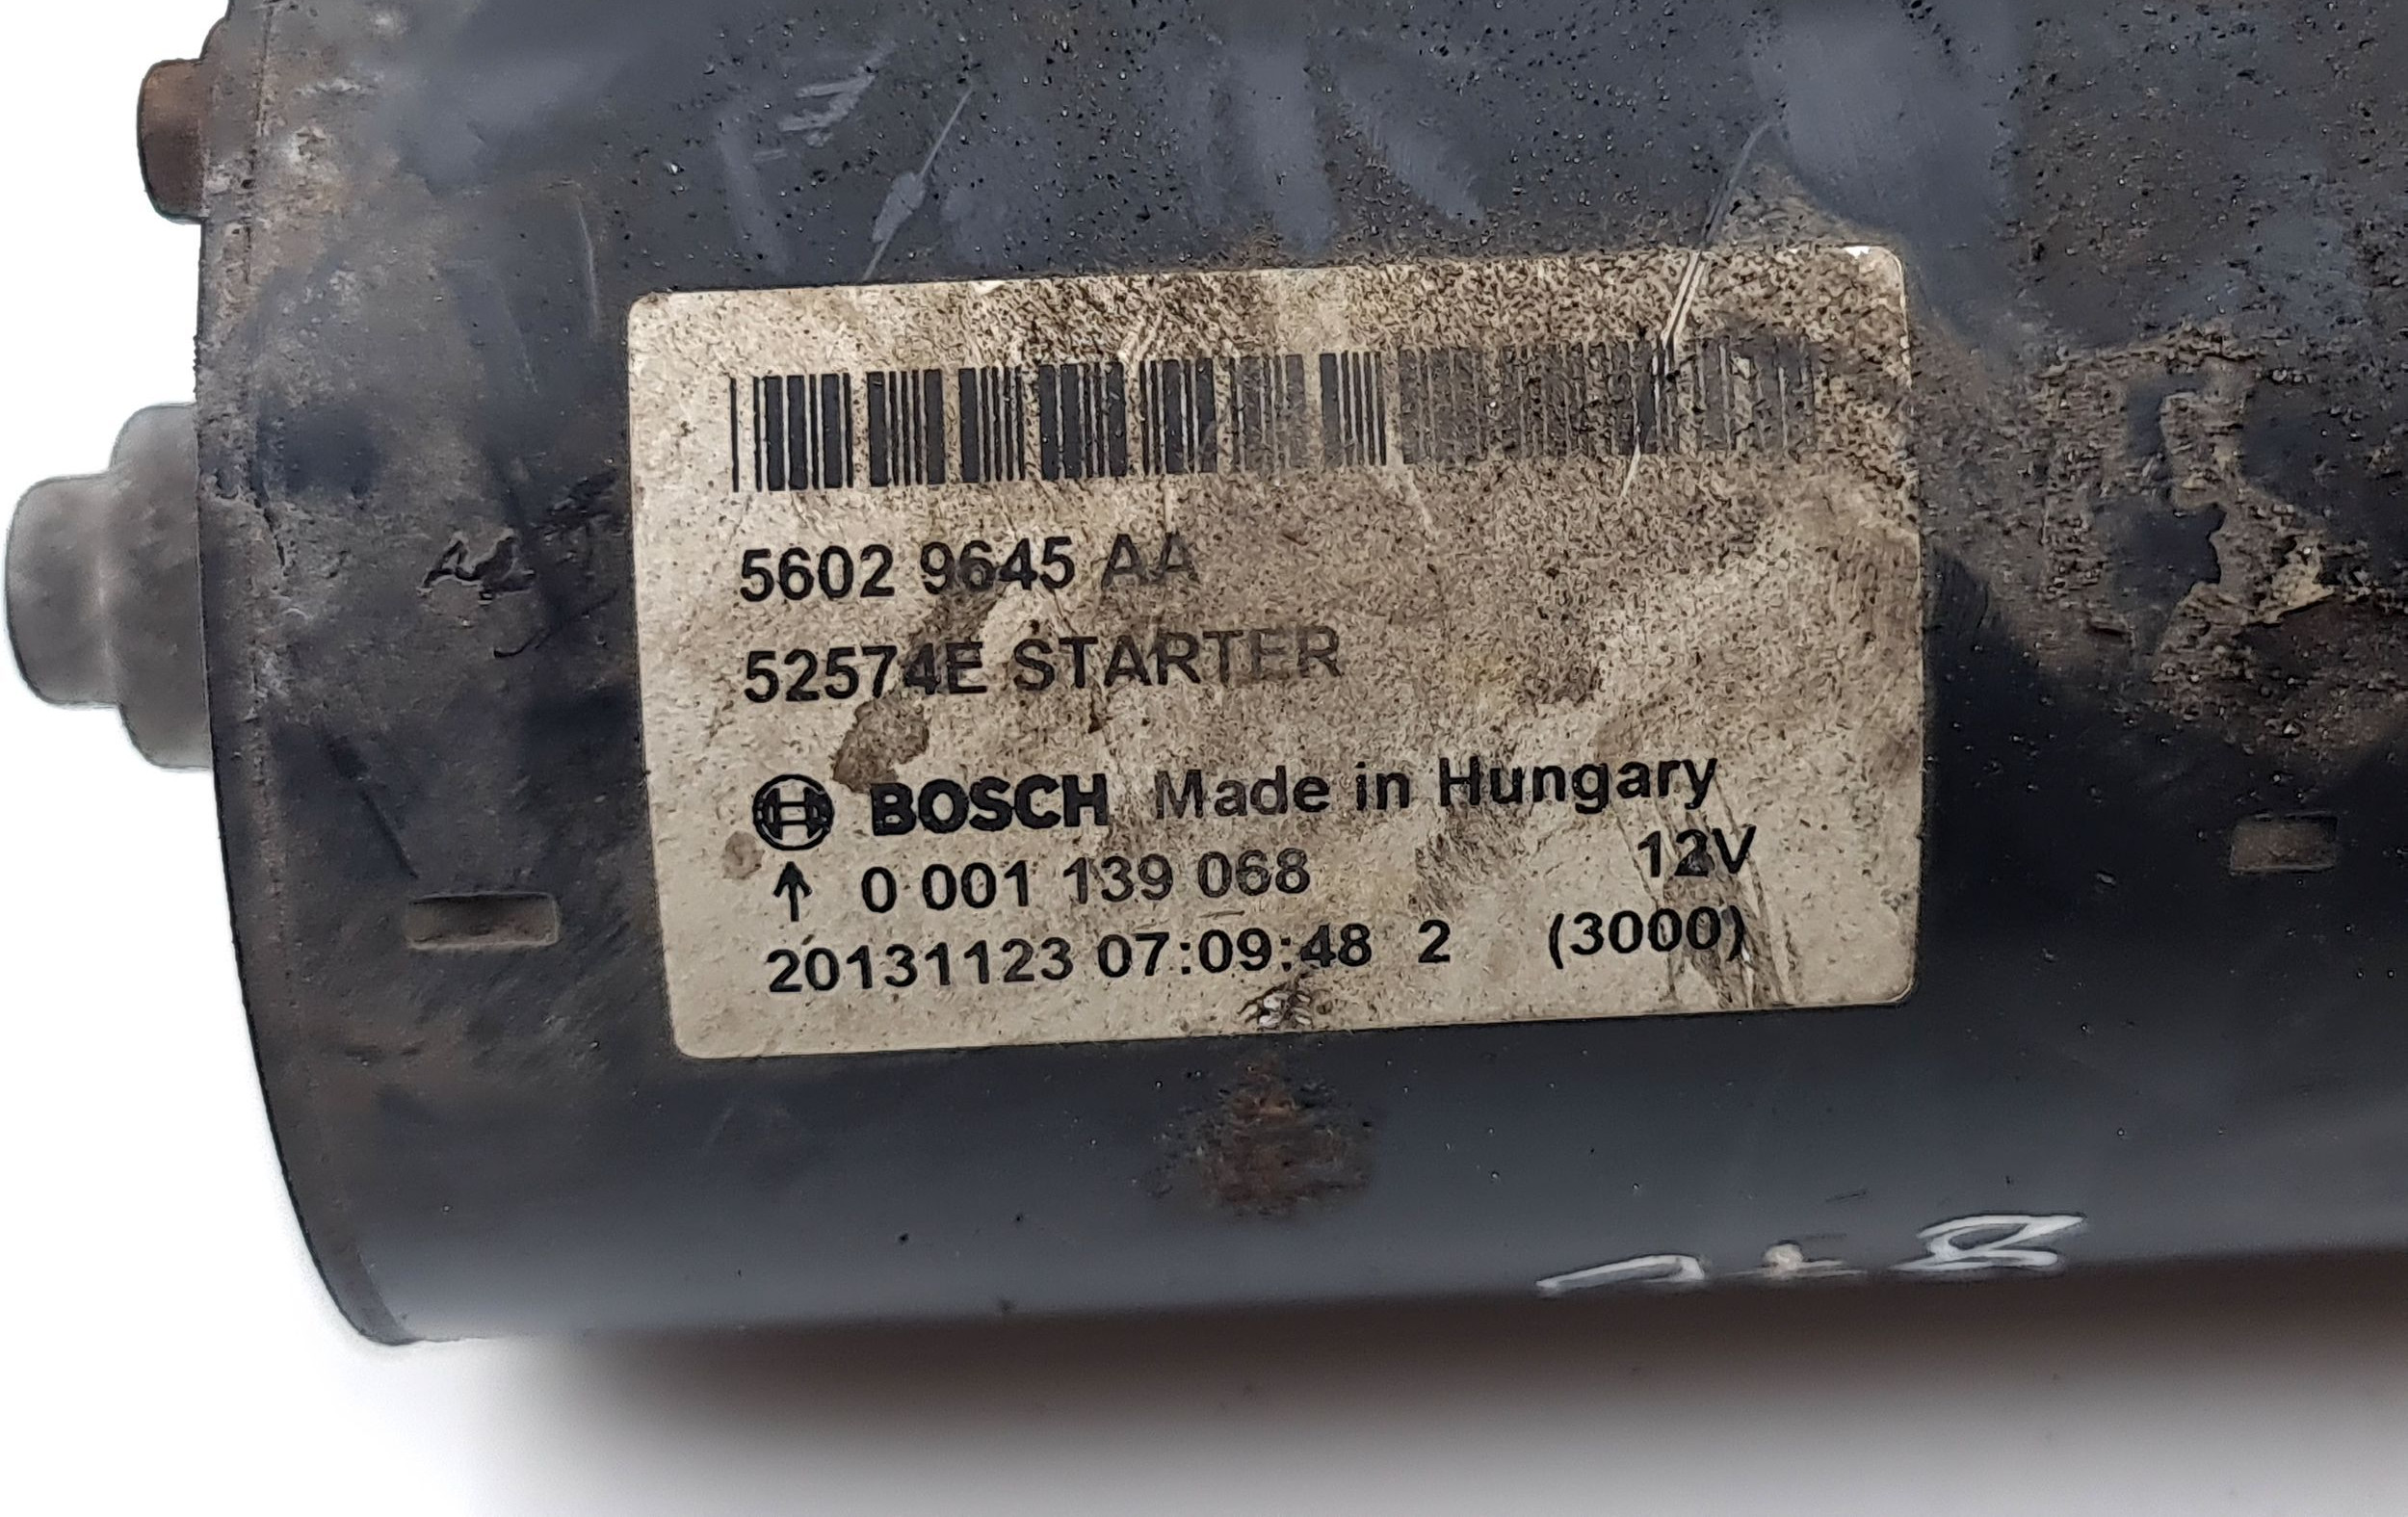 5602 9645 AA
52574E STARTER
BOSCH Made in Hungary
0 001 139 068 12V
20131123 07:09:48 2 (3000)